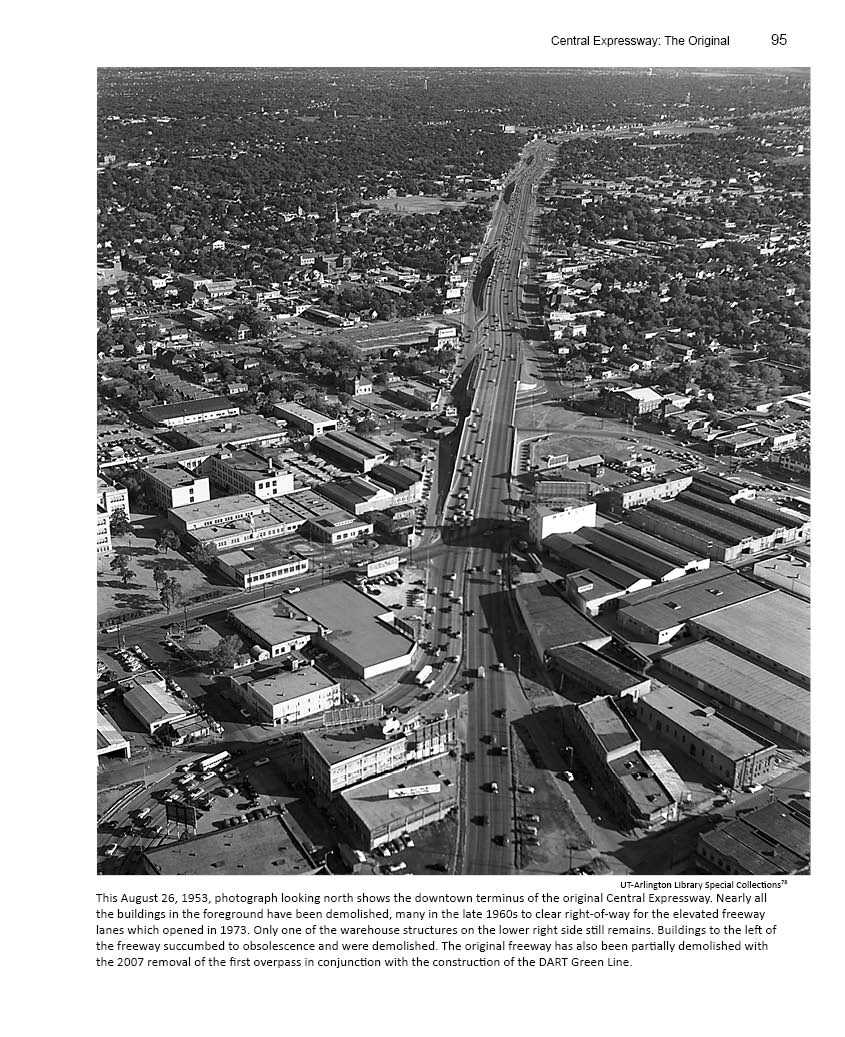 Central Expressway: The Original 95
UT-Arlington Library Special Collections⁷⁸
This August 26, 1953, photograph looking north shows the downtown terminus of the original Central Expressway. Nearly all
the buildings in the foreground have been demolished, many in the late 1960s to clear right-of-way for the elevated freeway
lanes which opened in 1973. Only one of the warehouse structures on the lower right side still remains. Buildings to the left of
the freeway succumbed to obsolescence and were demolished. The original freeway has also been partially demolished with
the 2007 removal of the first overpass in conjunction with the construction of the DART Green Line.